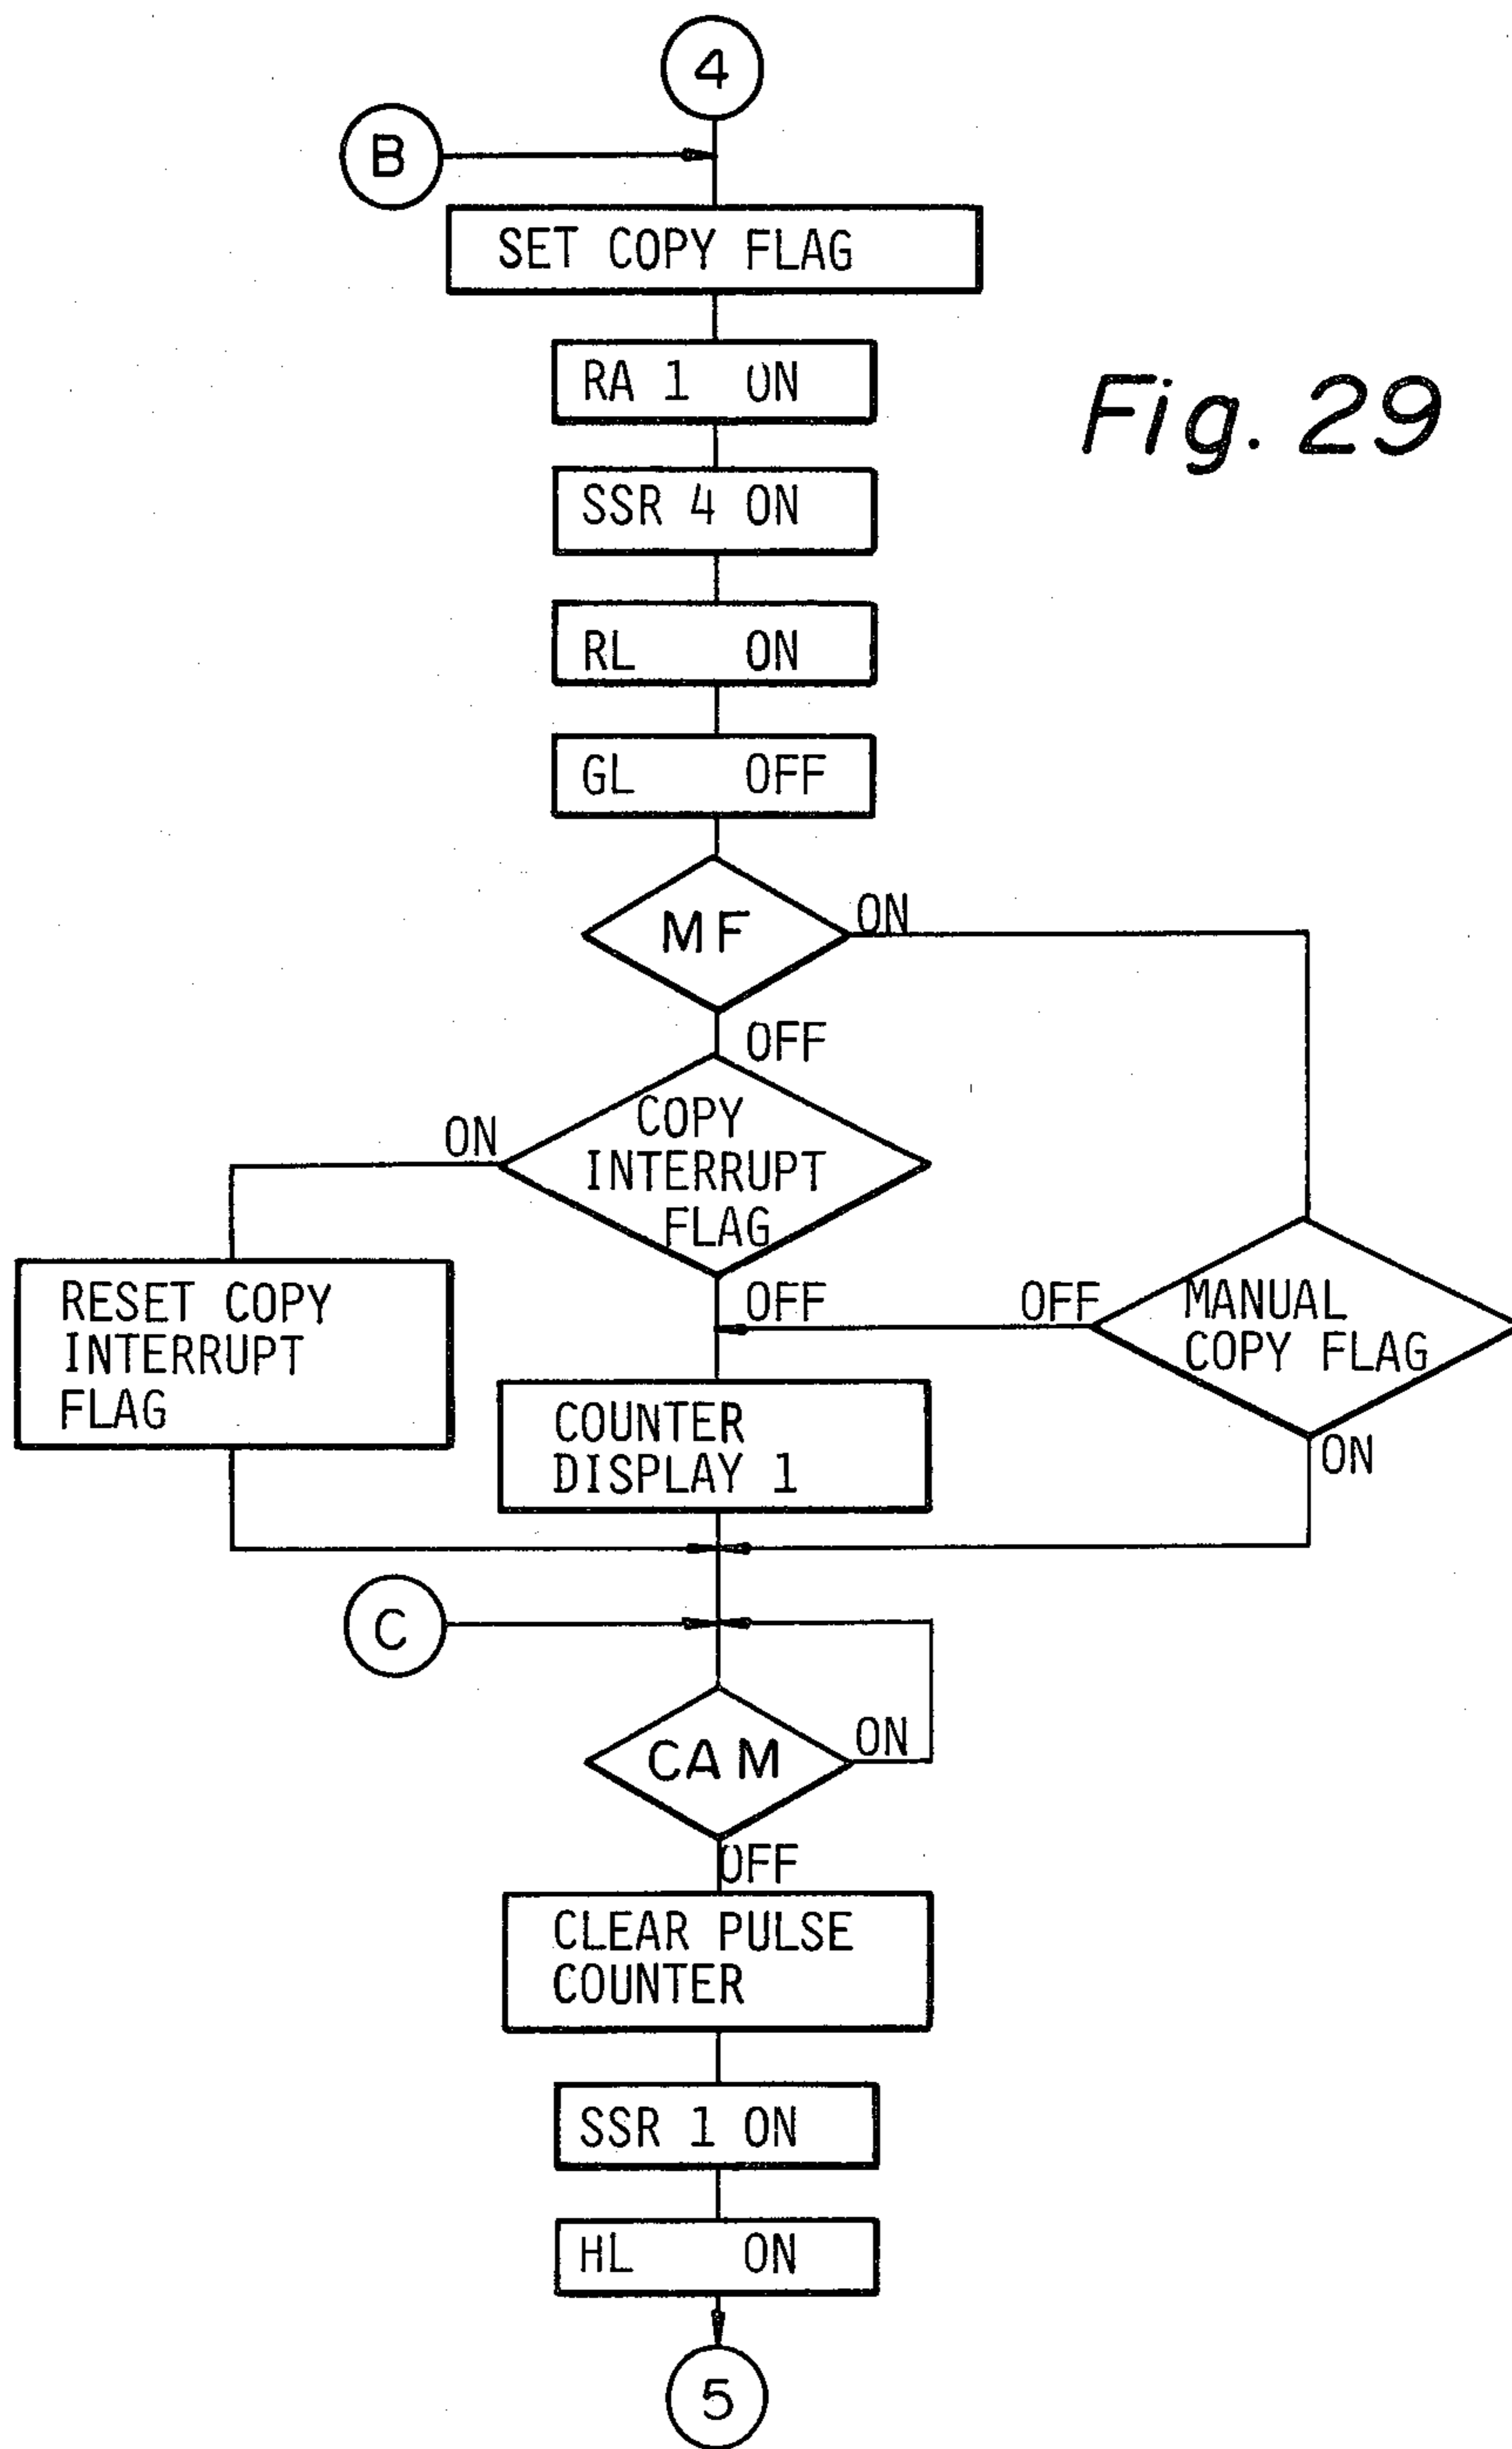 4
B
SET COPY FLAG
RA 1 ON
Fig. 29
SSR 4 ON
RL ON
GL OFF
MF
ON
OFF
COPY
INTERRUPT
FLAG
ON
OFF
RESET COPY
INTERRUPT
FLAG
MANUAL
COPY FLAG
OFF
ON
COUNTER
DISPLAY 1
C
CAM
ON
OFF
CLEAR PULSE
COUNTER
SSR 1 ON
HL ON
5